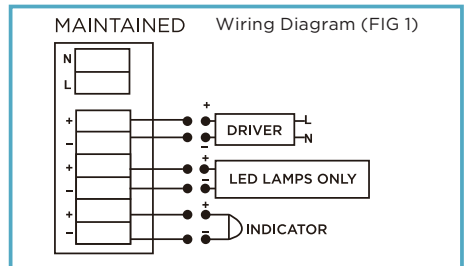 MAINTAINED Wiring Diagram (FIG 1)
N
L
+ + DRIVER L
– – N
+ + LED LAMPS ONLY
– –
+ + INDICATOR
– –